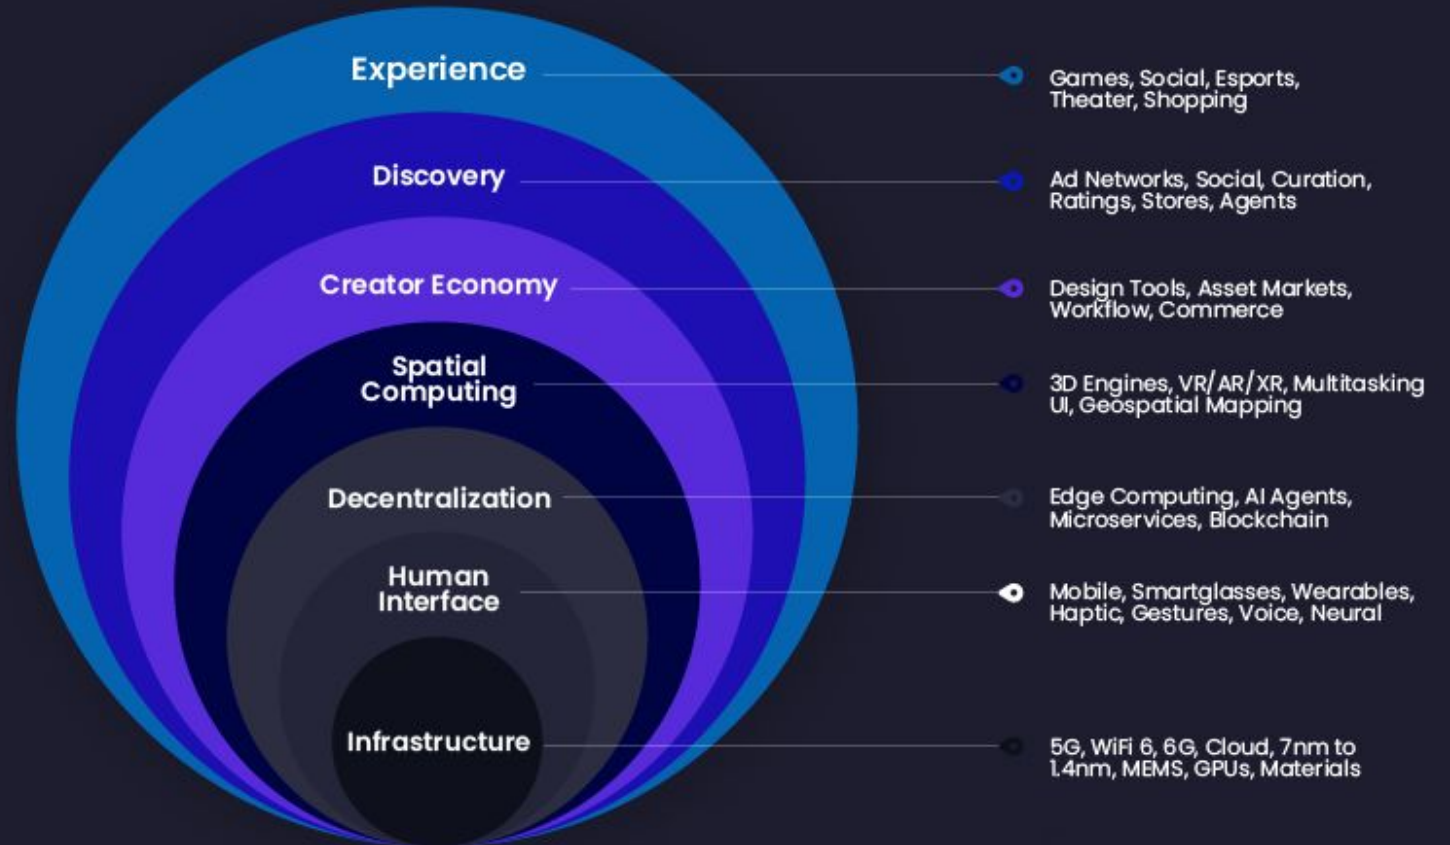 Experience
Games, Social, Esports,
Theater, Shopping
Discovery
Ad Networks, Social, Curation,
Ratings, Stores, Agents
Creator Economy
Design Tools, Asset Markets,
Workflow, Commerce
Spatial
Computing
3D Engines, VR/AR/XR, Multitasking
UI, Geospatial Mapping
Decentralization
Edge Computing, AI Agents,
Microservices, Blockchain
Human
Interface
Mobile, Smartglasses, Wearables,
Haptic, Gestures, Voice, Neural
Infrastructure
5G, WiFi 6, 6G, Cloud, 7nm to
1.4nm, MEMS, GPUs, Materials